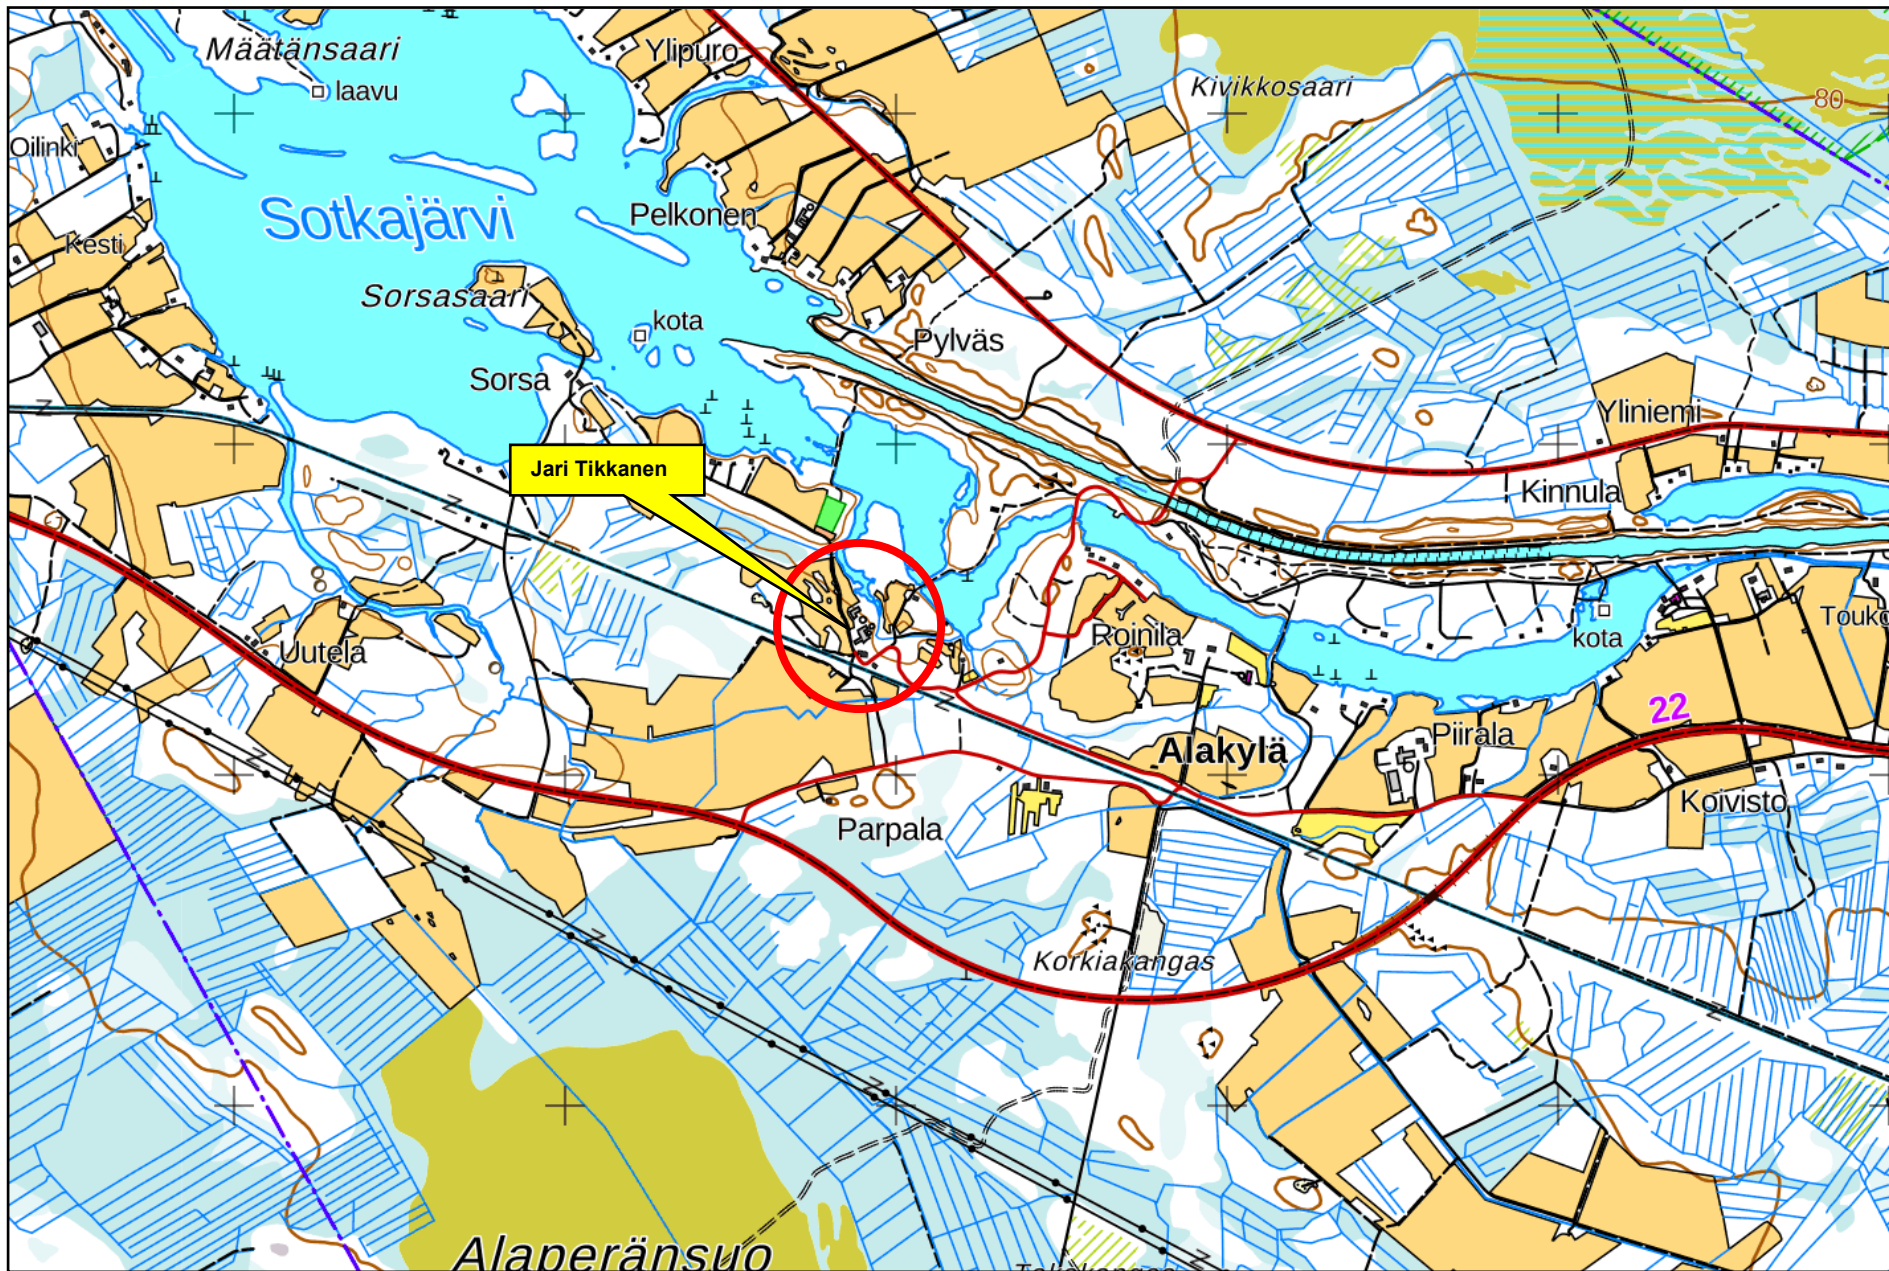 Määtänsaari
laavu
Ylipuro
Kivikkosaari
80
Oilinki
Sotkajärvi
Pelkonen
Kesti
Sorsasaari
kota
Pylväs
Sorsa
Yliniemi
Jari Tikkanen
Kinnula
Uutela
Roinila
kota
Touko
22
Alakylä
Piirala
Koivisto
Parpala
Korkiakangas
Alaperänsuo